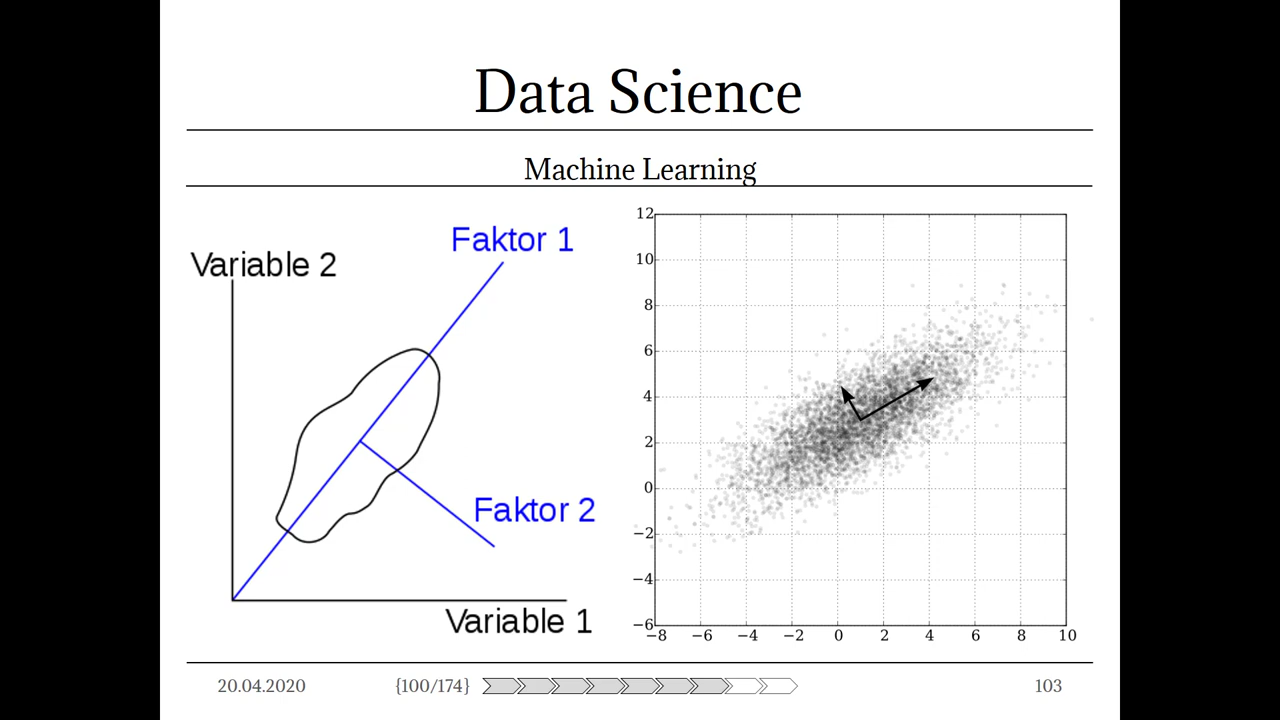 Data Science
Machine Learning
Faktor 1
Variable 2
Faktor 2
Variable 1
12
10
8
6
4
2
0
−2
−4
−6
−8 −6 −4 −2 0 2 4 6 8 10
20.04.2020 {100/174} 103